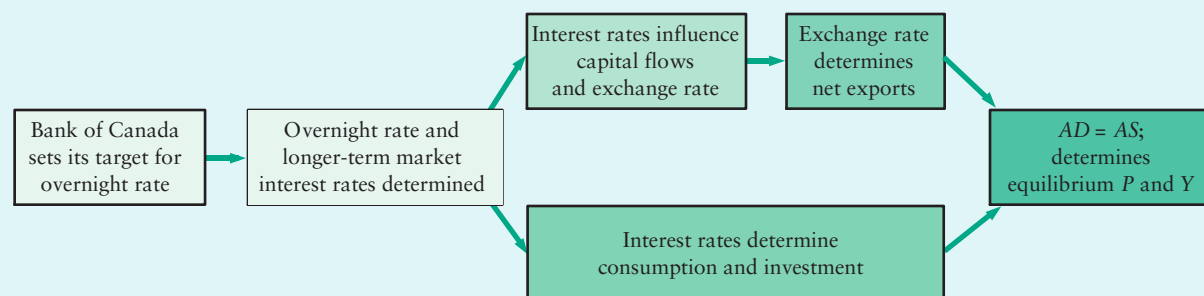 Bank of Canada
sets its target for
overnight rate
Overnight rate and
longer-term market
interest rates determined
Interest rates influence
capital flows
and exchange rate
Exchange rate
determines
net exports
Interest rates determine
consumption and investment
AD = AS;
determines
equilibrium P and Y